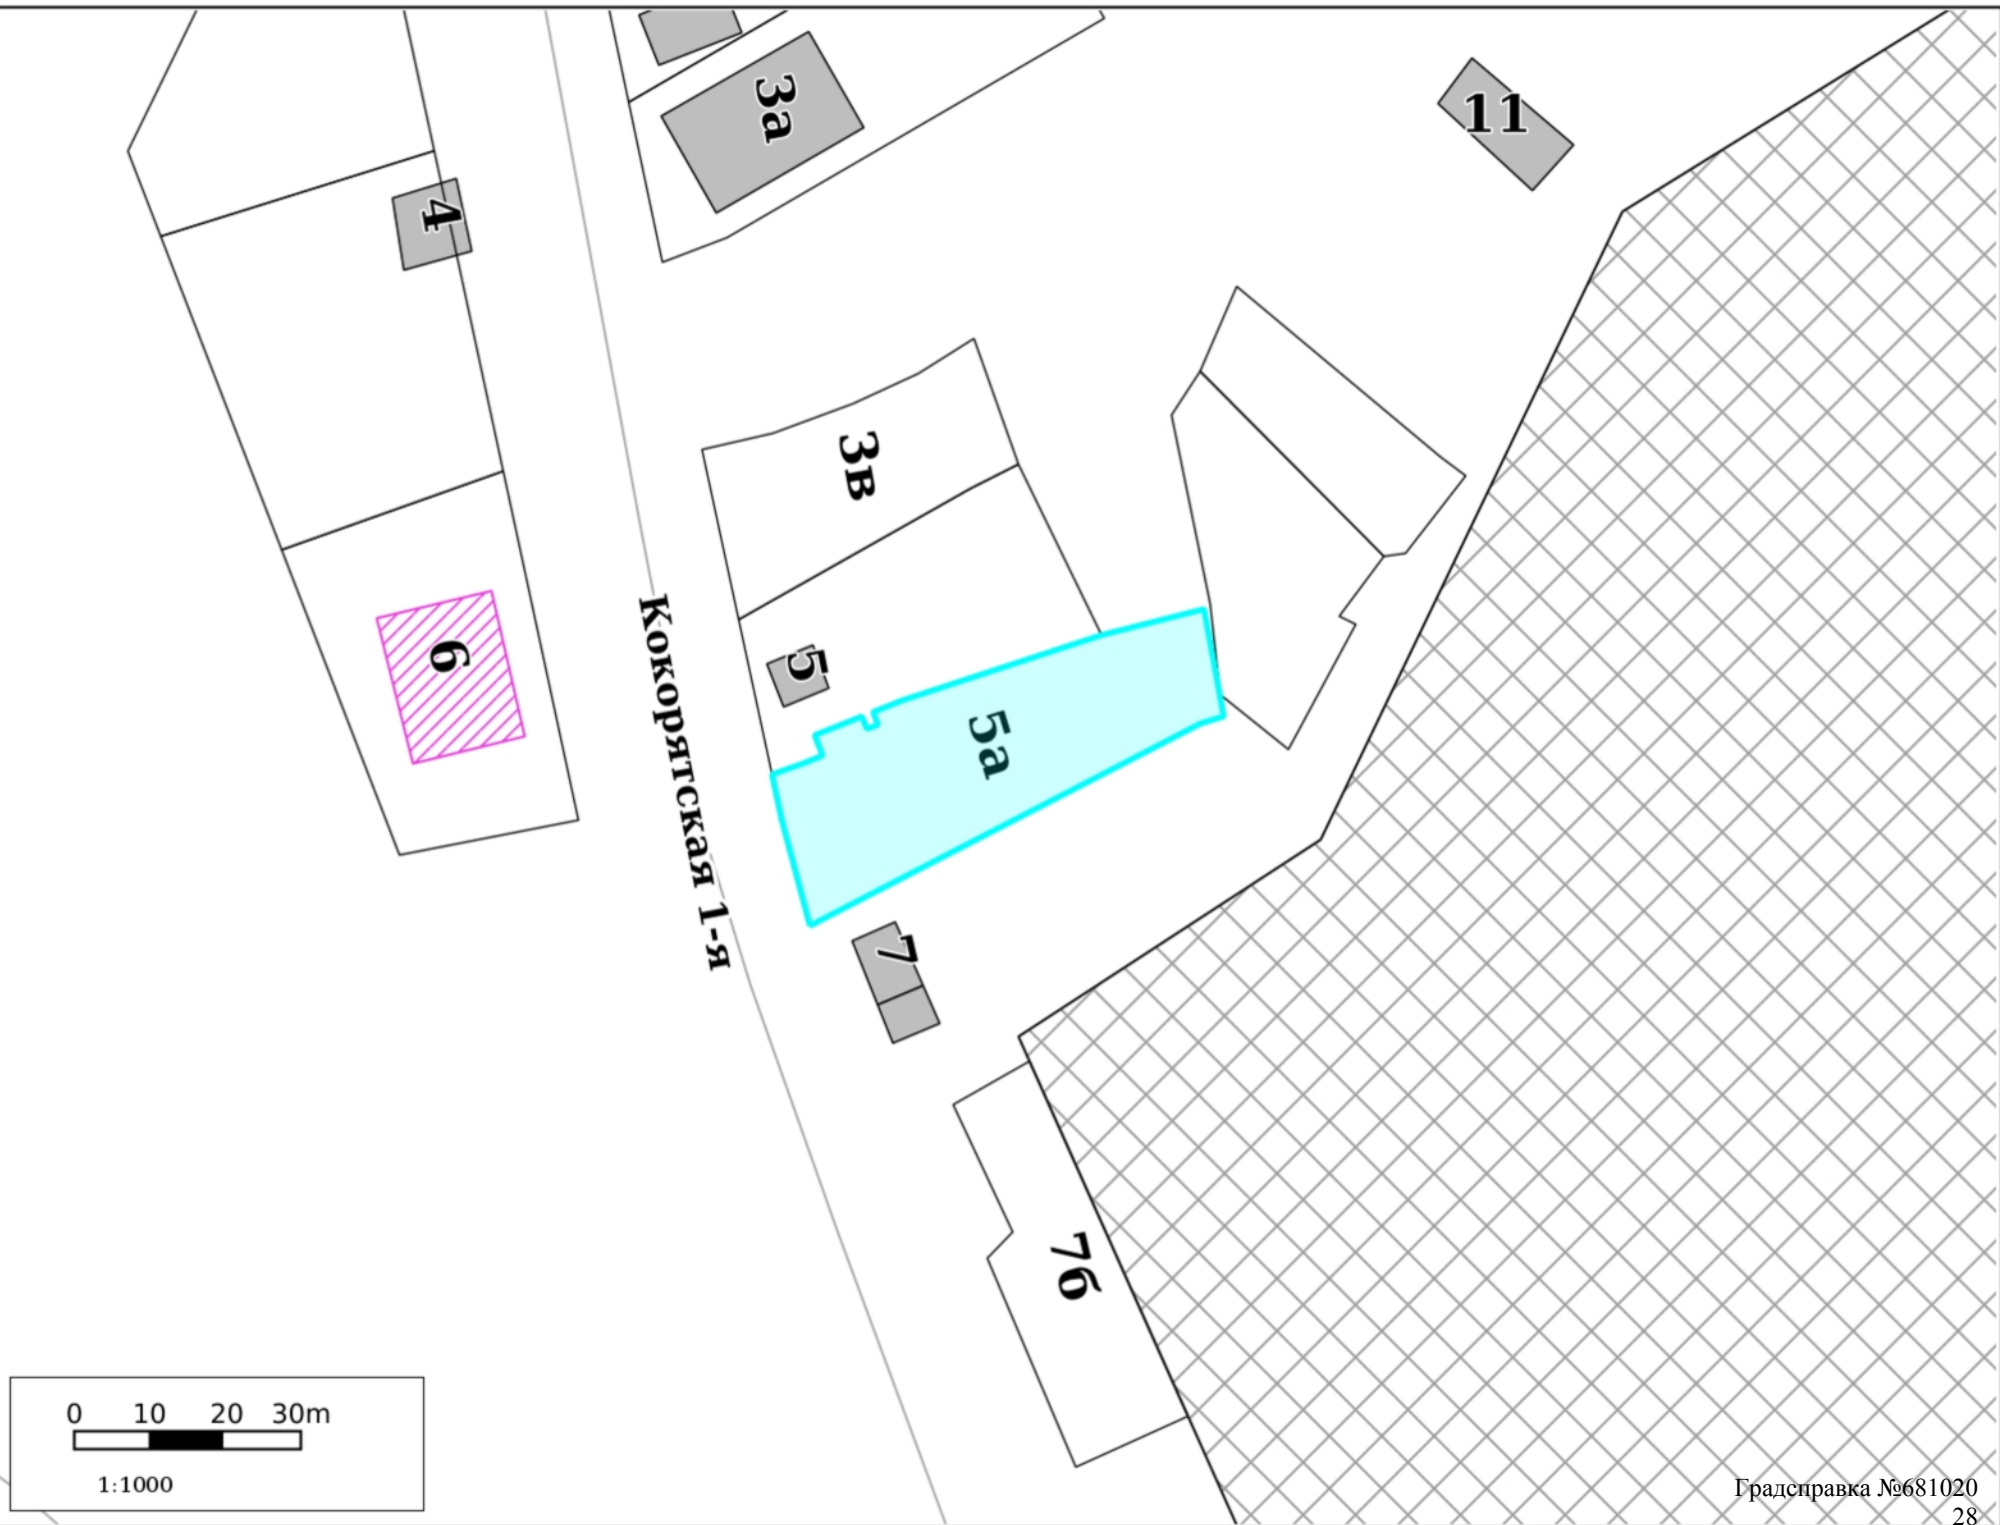 3а
11
4
3в
5
6
5а
Кокорятская 1-я
7
7б
0 10 20 30m
1:1000
Градсправка №681020
28